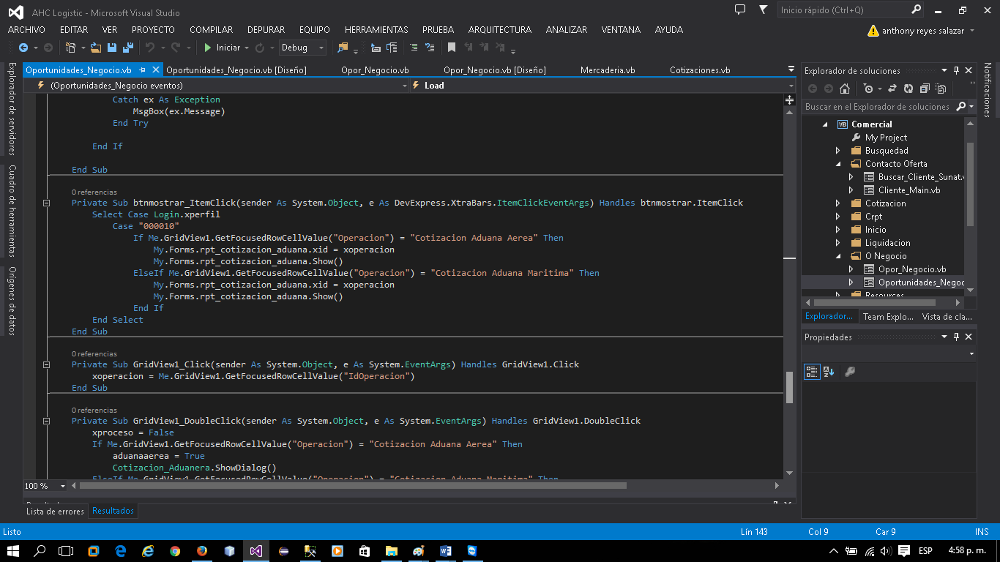 AHC Logistic - Microsoft Visual Studio
Inicio rápido (Ctrl+Q)
ARCHIVO EDITAR VER PROYECTO COMPILAR DEPURAR EQUIPO HERRAMIENTAS PRUEBA ARQUITECTURA ANALIZAR VENTANA AYUDA
anthony reyes salazar
Iniciar Debug
Explorador de servidores
Cuadro de herramientas
Orígenes de datos
Oportunidades_Negocio.vb Oportunidades_Negocio.vb [Diseño] Opor_Negocio.vb Opor_Negocio.vb [Diseño] Mercaderia.vb Cotizaciones.vb
(Oportunidades_Negocio eventos) Load
Catch ex As Exception
MsgBox(ex.Message)
End Try
End If
End Sub
0 referencias
Private Sub btnmostrar_ItemClick(sender As System.Object, e As DevExpress.XtraBars.ItemClickEventArgs) Handles btnmostrar.ItemClick
Select Case Login.xperfil
Case "000010"
If Me.GridView1.GetFocusedRowCellValue("Operacion") = "Cotizacion Aduana Aerea" Then
My.Forms.rpt_cotizacion_aduana.xid = xoperacion
My.Forms.rpt_cotizacion_aduana.Show()
ElseIf Me.GridView1.GetFocusedRowCellValue("Operacion") = "Cotizacion Aduana Maritima" Then
My.Forms.rpt_cotizacion_aduana.xid = xoperacion
My.Forms.rpt_cotizacion_aduana.Show()
End If
End Select
End Sub
0 referencias
Private Sub GridView1_Click(sender As System.Object, e As System.EventArgs) Handles GridView1.Click
xoperacion = Me.GridView1.GetFocusedRowCellValue("IdOperacion")
End Sub
0 referencias
Private Sub GridView1_DoubleClick(sender As System.Object, e As System.EventArgs) Handles GridView1.DoubleClick
xproceso = False
If Me.GridView1.GetFocusedRowCellValue("Operacion") = "Cotizacion Aduana Aerea" Then
aduanaaerea = True
Cotizacion_Aduanera.ShowDialog()
ElseIf Me.GridView1.GetFocusedRowCellValue("Operacion") = "Cotizacion Aduana Maritima" Then
100 %
Lista de errores Resultados
Explorador de soluciones
Buscar en el Explorador de soluciones
VB Comercial
My Project
Busquedad
Contacto Oferta
Buscar_Cliente_Sunat.v
Cliente_Main.vb
Cotizacion
Crpt
Inicio
Liquidacion
O Negocio
Opor_Negocio.vb
Oportunidades_Negoc
Resources
Explorador... Team Explo... Vista de cla...
Propiedades
Notificaciones
Listo Lín 143 Col 9 Car 9 INS
ESP 4:58 p. m.